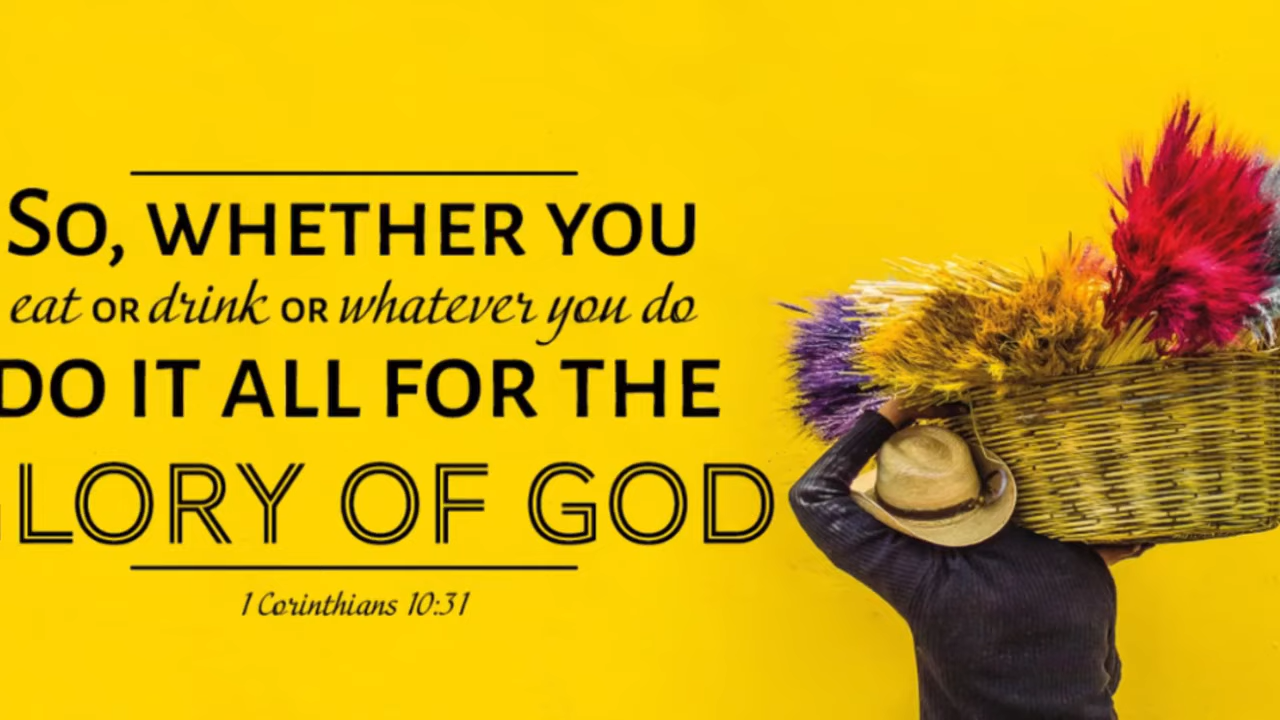 So, WHETHER YOU
eat OR drink OR whatever you do
DO IT ALL FOR THE
GLORY OF GOD
1 Corinthians 10:31